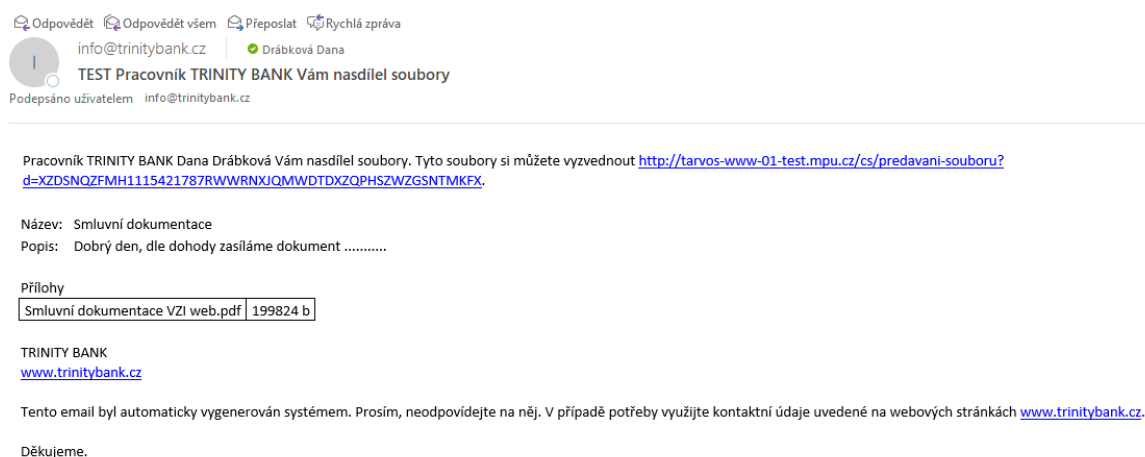 Odpovědět Odpovědět všem Přeposlat Rychlá zpráva
I
info@trinitybank.cz Drábková Dana
TEST Pracovník TRINITY BANK Vám nasdílel soubory
Podepsáno uživatelem info@trinitybank.cz
Pracovník TRINITY BANK Dana Drábková Vám nasdílel soubory. Tyto soubory si můžete vyzvednout http://tarvos-www-01-test.mpu.cz/cs/predavani-souboru?
d=XZDSNQZFMH1115421787RWWRNXJQMWDTDXZQPHSZWZGSNTMKFX.
Název: Smluvní dokumentace
Popis: Dobrý den, dle dohody zasíláme dokument ...........
Přílohy
Smluvní dokumentace VZI web.pdf 199824 b
TRINITY BANK
www.trinitybank.cz
Tento email byl automaticky vygenerován systémem. Prosím, neodpovídejte na něj. V případě potřeby využijte kontaktní údaje uvedené na webových stránkách www.trinitybank.cz.
Děkujeme.